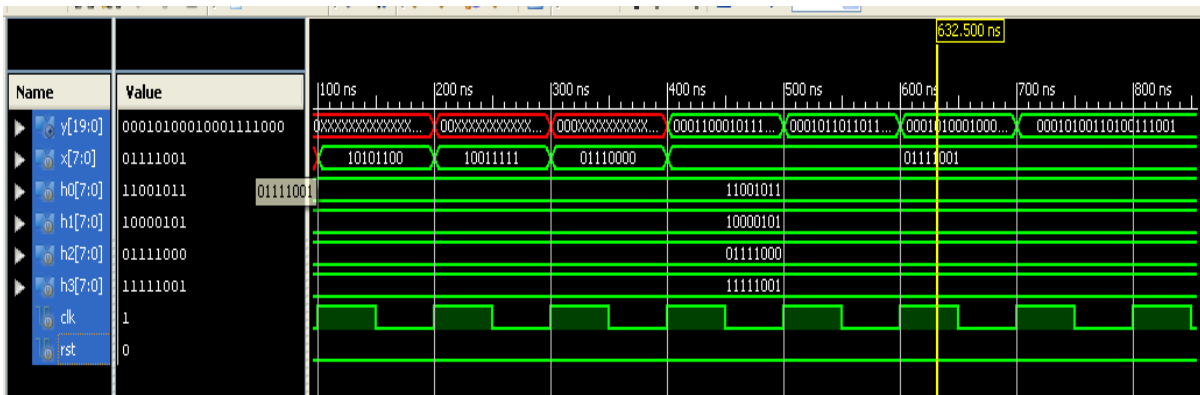 632.500 ns
Name Value 100 ns 200 ns 300 ns 400 ns 500 ns 600 ns 700 ns 800 ns
y[19:0] 00010100010001111000 0XXXXXXXXXXXXX... 00XXXXXXXXXXX... 000XXXXXXXXXX... 0001100010111... 0001011011011... 0001010001000... 00010100110100111001
x[7:0] 01111001 10101100 10011111 01110000 01111001
h0[7:0] 11001011 01111001 11001011
h1[7:0] 10000101 10000101
h2[7:0] 01111000 01111000
h3[7:0] 11111001 11111001
clk 1
rst 0